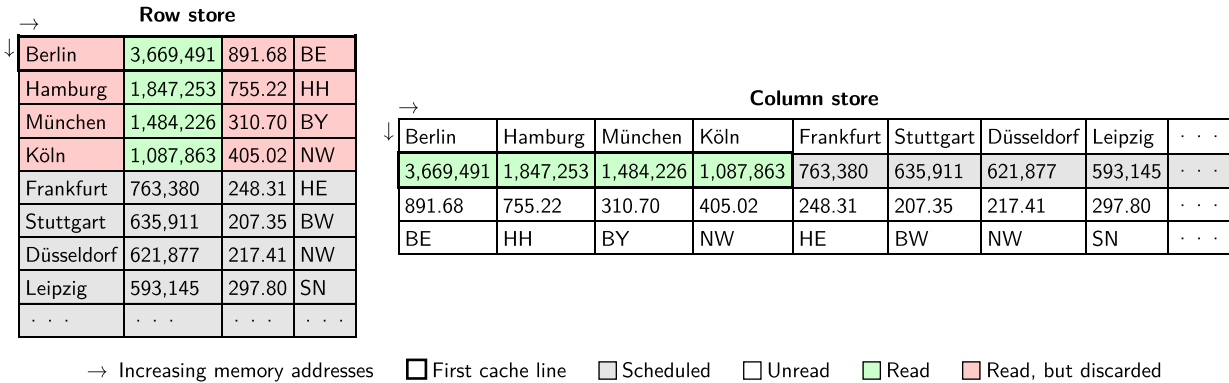 Row store
→
↓
Berlin 3,669,491 891.68 BE
Hamburg 1,847,253 755.22 HH
München 1,484,226 310.70 BY
Köln 1,087,863 405.02 NW
Frankfurt 763,380 248.31 HE
Stuttgart 635,911 207.35 BW
Düsseldorf 621,877 217.41 NW
Leipzig 593,145 297.80 SN
· · · · · · · · · · · ·
Column store
→
↓
Berlin Hamburg München Köln Frankfurt Stuttgart Düsseldorf Leipzig · · ·
3,669,491 1,847,253 1,484,226 1,087,863 763,380 635,911 621,877 593,145 · · ·
891.68 755.22 310.70 405.02 248.31 207.35 217.41 297.80 · · ·
BE HH BY NW HE BW NW SN · · ·
→ Increasing memory addresses First cache line Scheduled Unread Read Read, but discarded